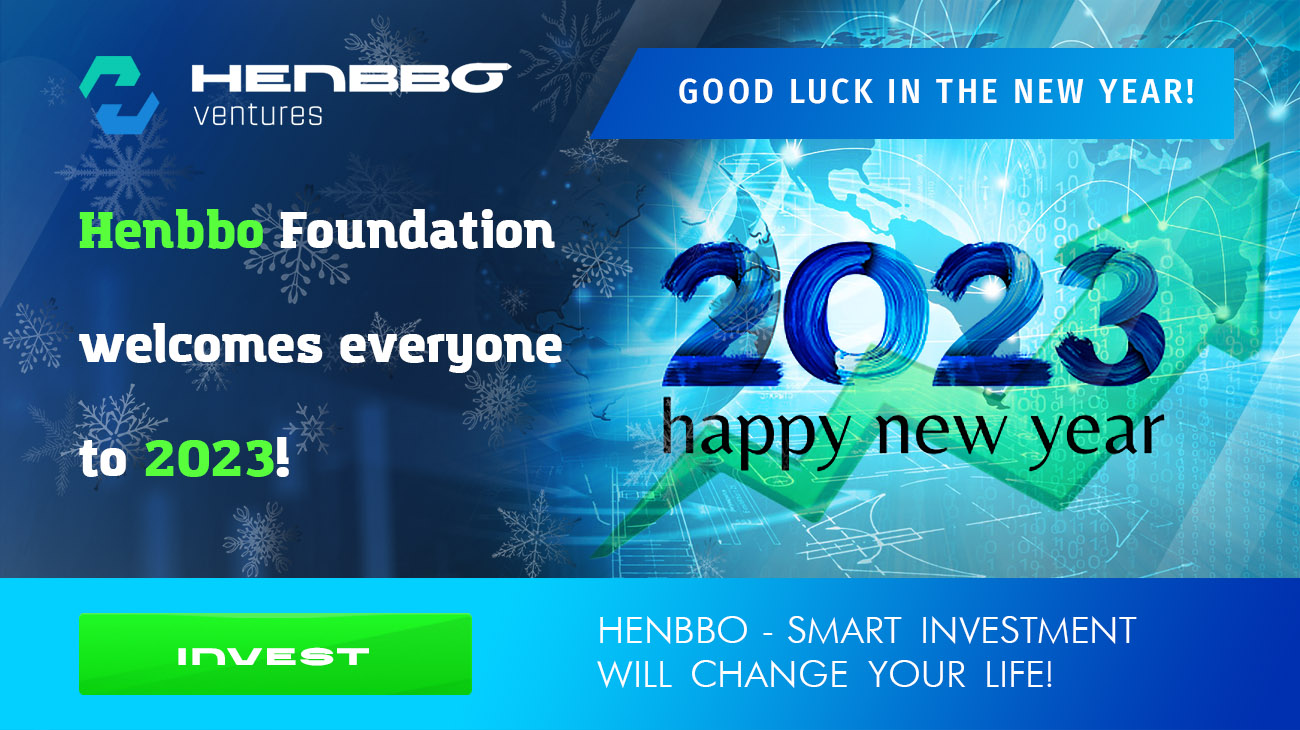 HENBBO
ventures
GOOD LUCK IN THE NEW YEAR!
Henbbo Foundation
welcomes everyone
to 2023!
2023
happy new year
INVEST
HENBBO - SMART INVESTMENT
WILL CHANGE YOUR LIFE!